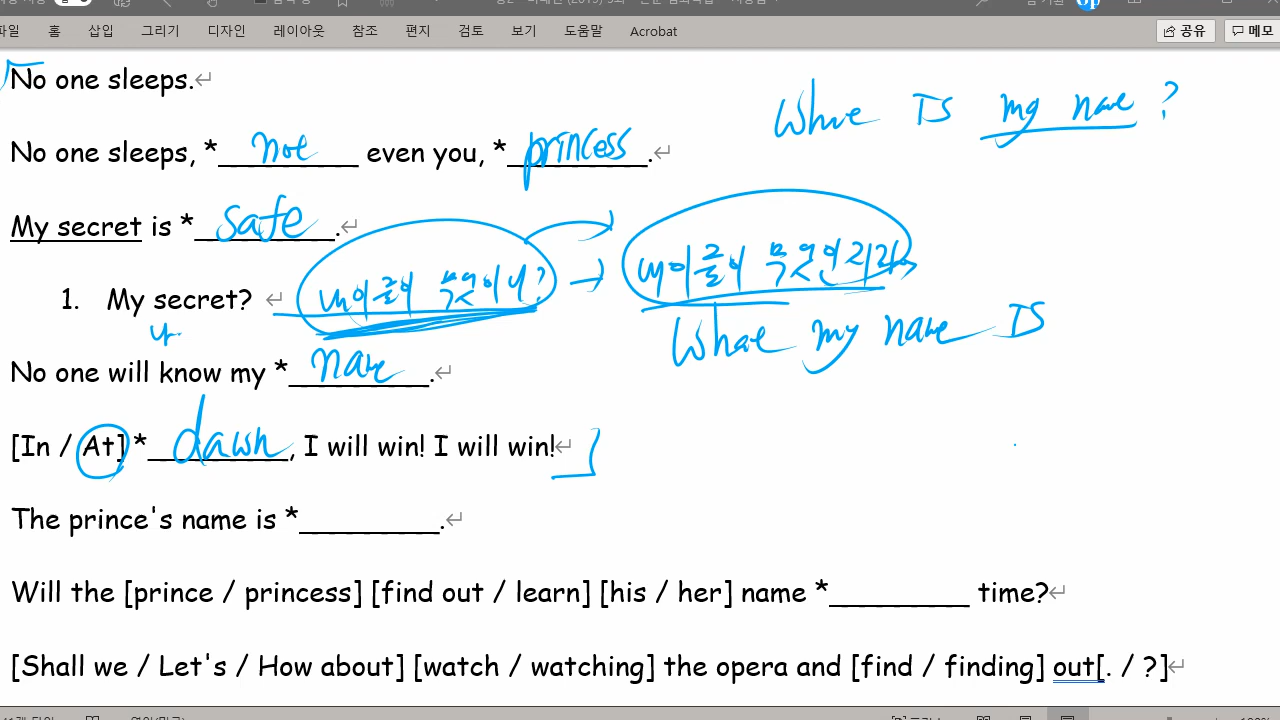 홈 삽입 그리기 디자인 레이아웃 참조 편지 검토 보기 도움말 Acrobat 공유 메모
No one sleeps.
What is my name ?
No one sleeps, * not even you, * princess.
My secret is * safe.
내 이름이 무엇이냐? → 내 이름이 무엇인지라
1. My secret?
What my name is
No one will know my * name.
[In / At] * dawn, I will win! I will win!
The prince's name is *_________.
Will the [prince / princess] [find out / learn] [his / her] name *_________ time?
[Shall we / Let's / How about] [watch / watching] the opera and [find / finding] out[. / ?]